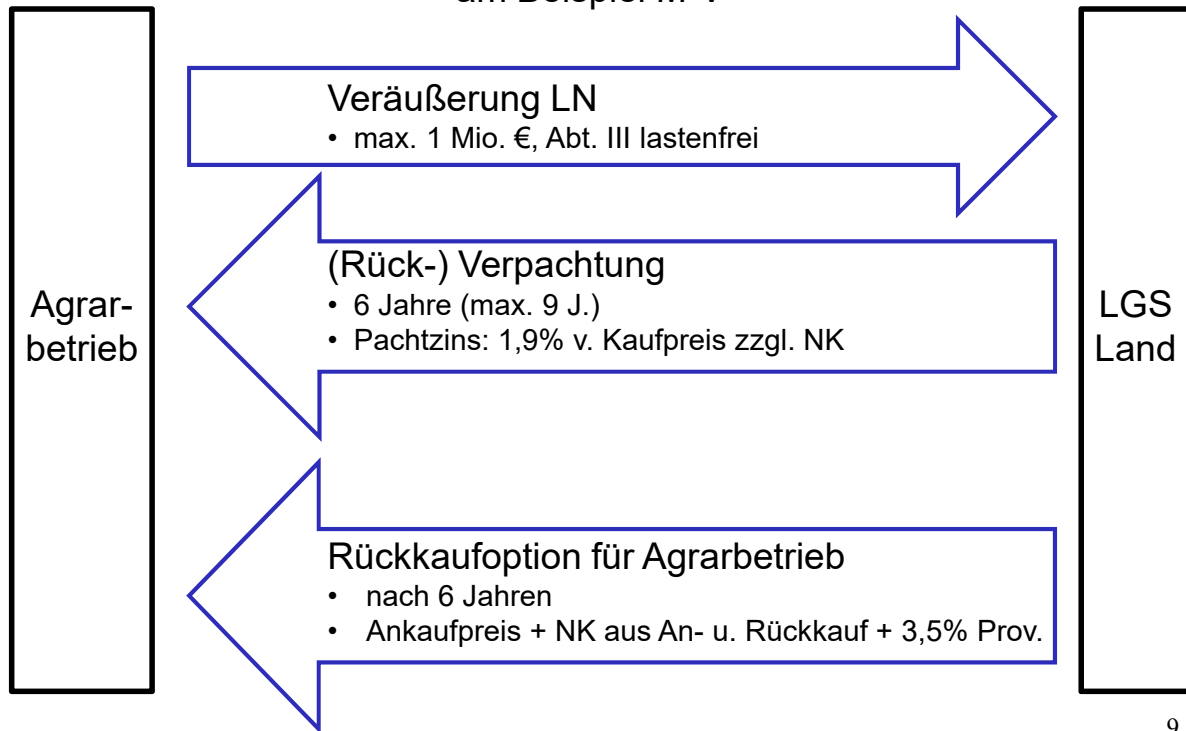 am Beispiel M-V
Veräußerung LN
• max. 1 Mio. €, Abt. III lastenfrei
(Rück-) Verpachtung
• 6 Jahre (max. 9 J.)
• Pachtzins: 1,9% v. Kaufpreis zzgl. NK
Agrar-
betrieb
LGS
Land
Rückkaufoption für Agrarbetrieb
• nach 6 Jahren
• Ankaufpreis + NK aus An- u. Rückkauf + 3,5% Prov.
9